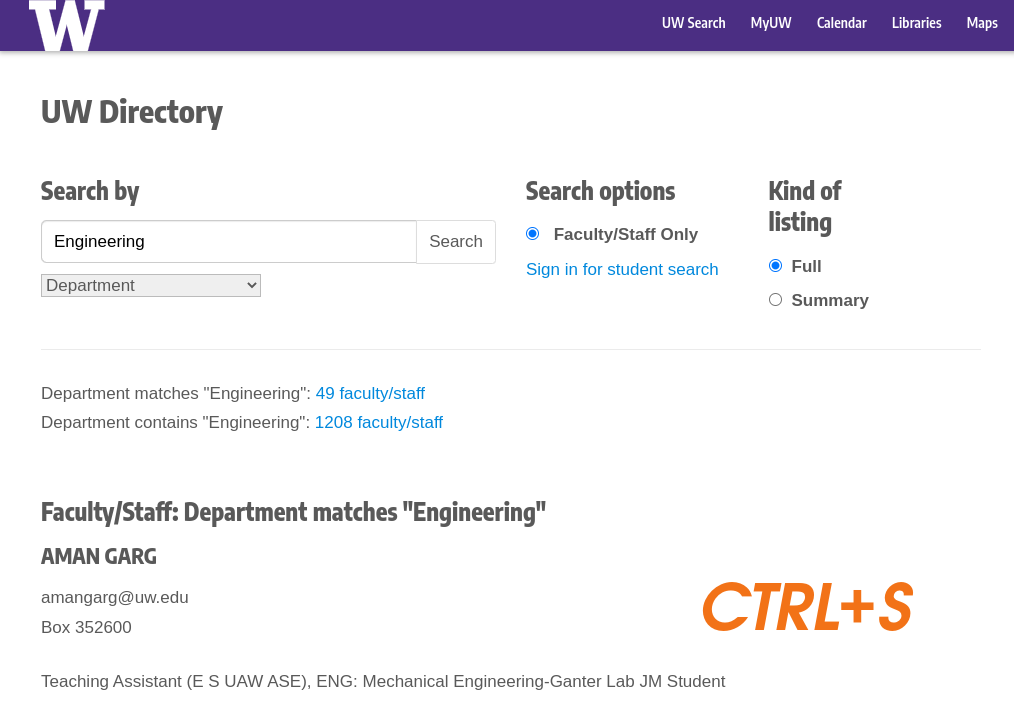 W
UW Search MyUW Calendar Libraries Maps
UW Directory
Search by
Engineering Search
Department
Search options
Faculty/Staff Only
Sign in for student search
Kind of
listing
Full
Summary
Department matches "Engineering": 49 faculty/staff
Department contains "Engineering": 1208 faculty/staff
Faculty/Staff: Department matches "Engineering"
AMAN GARG
amangarg@uw.edu
Box 352600
CTRL+S
Teaching Assistant (E S UAW ASE), ENG: Mechanical Engineering-Ganter Lab JM Student